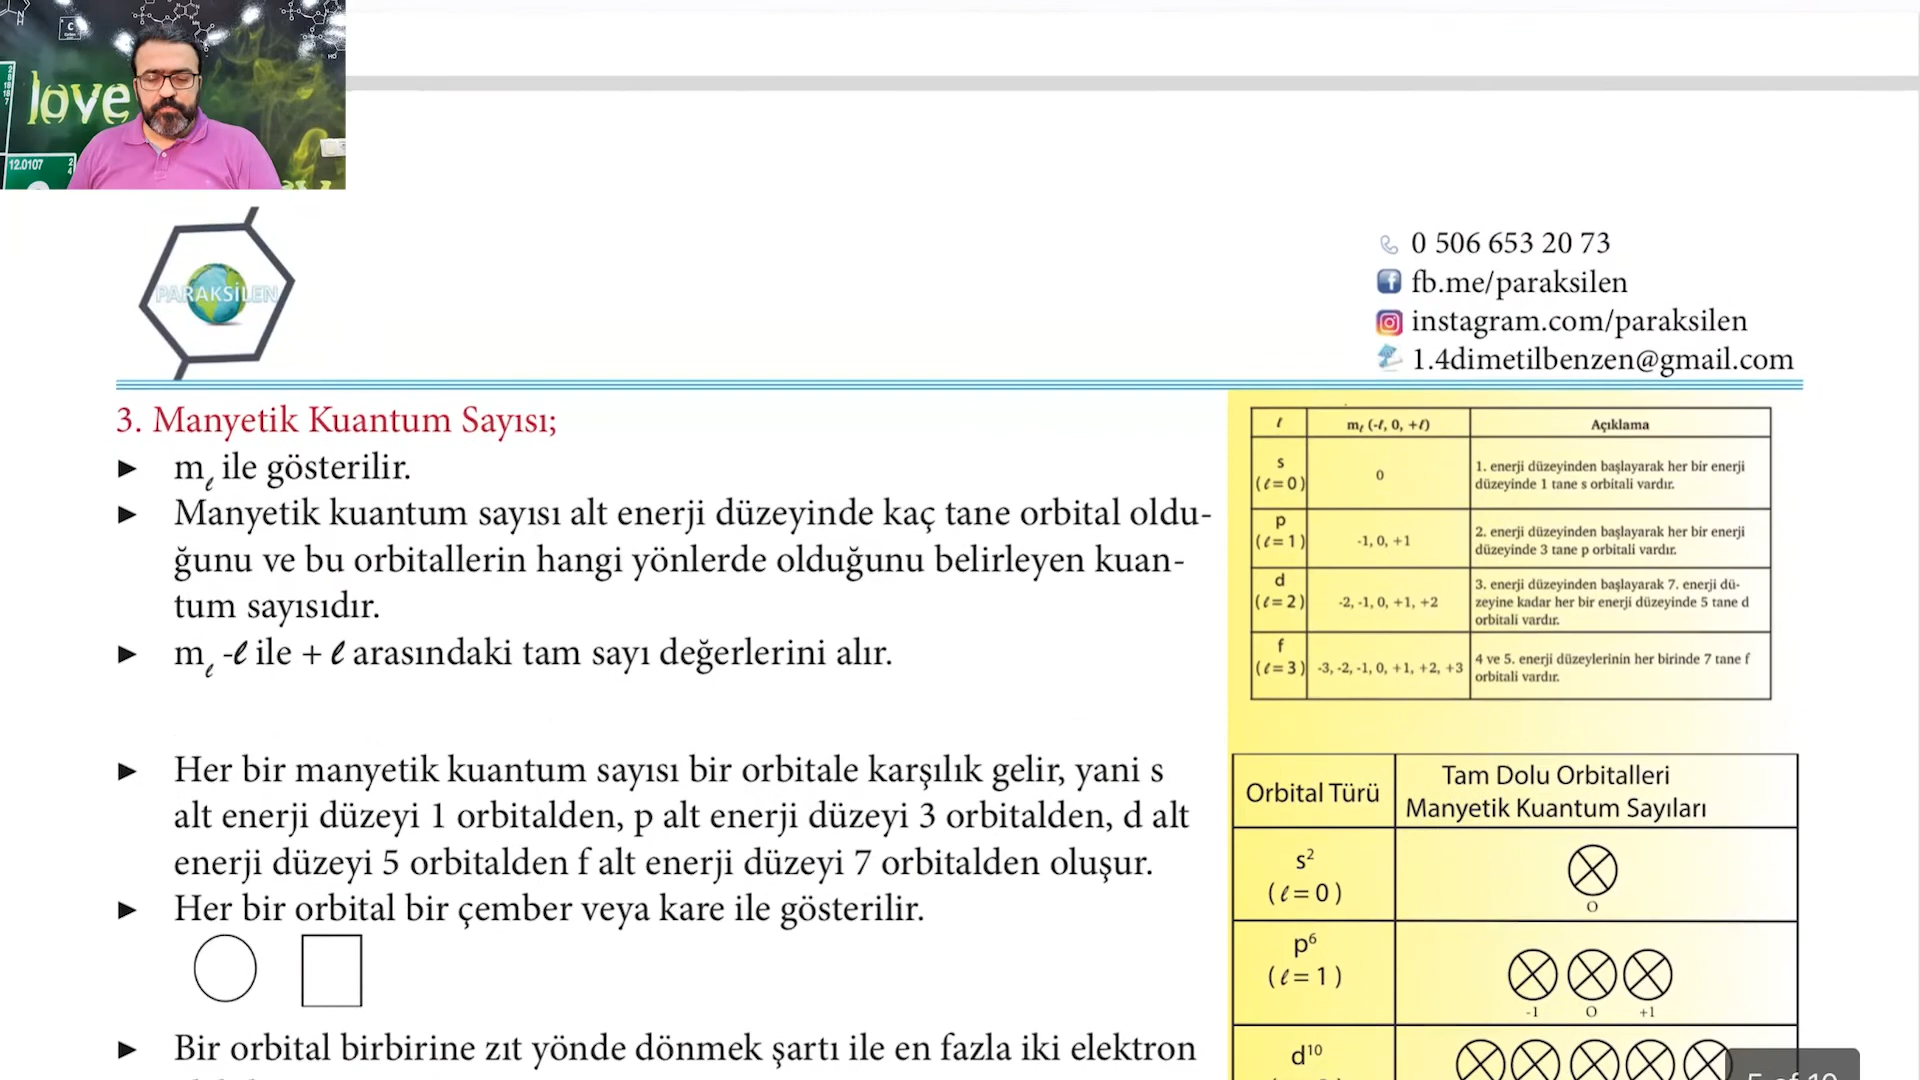 C
love
12.0107
PARAKSİLEN
0 506 653 20 73
fb.me/paraksilen
instagram.com/paraksilen
1.4dimetilbenzen@gmail.com
3. Manyetik Kuantum Sayısı;
► mℓ ile gösterilir.
► Manyetik kuantum sayısı alt enerji düzeyinde kaç tane orbital oldu-
ğunu ve bu orbitallerin hangi yönlerde olduğunu belirleyen kuan-
tum sayısıdır.
► mℓ -ℓ ile + ℓ arasındaki tam sayı değerlerini alır.
► Her bir manyetik kuantum sayısı bir orbitale karşılık gelir, yani s
alt enerji düzeyi 1 orbitalden, p alt enerji düzeyi 3 orbitalden, d alt
enerji düzeyi 5 orbitalden f alt enerji düzeyi 7 orbitalden oluşur.
► Her bir orbital bir çember veya kare ile gösterilir.
► Bir orbital birbirine zıt yönde dönmek şartı ile en fazla iki elektron
ℓ mℓ (-ℓ, 0, +ℓ) Açıklama
s
(ℓ=0)
0
1. enerji düzeyinden başlayarak her bir enerji
düzeyinde 1 tane s orbitali vardır.
p
(ℓ=1)
-1, 0, +1
2. enerji düzeyinden başlayarak her bir enerji
düzeyinde 3 tane p orbitali vardır.
d
(ℓ=2)
-2, -1, 0, +1, +2
3. enerji düzeyinden başlayarak 7. enerji dü-
zeyine kadar her bir enerji düzeyinde 5 tane d
orbitali vardır.
f
(ℓ=3)
-3, -2, -1, 0, +1, +2, +3
4 ve 5. enerji düzeylerinin her birinde 7 tane f
orbitali vardır.
Orbital Türü
Tam Dolu Orbitalleri
Manyetik Kuantum Sayıları
s²
(ℓ=0)
O
p⁶
(ℓ=1)
-1 O +1
d¹⁰